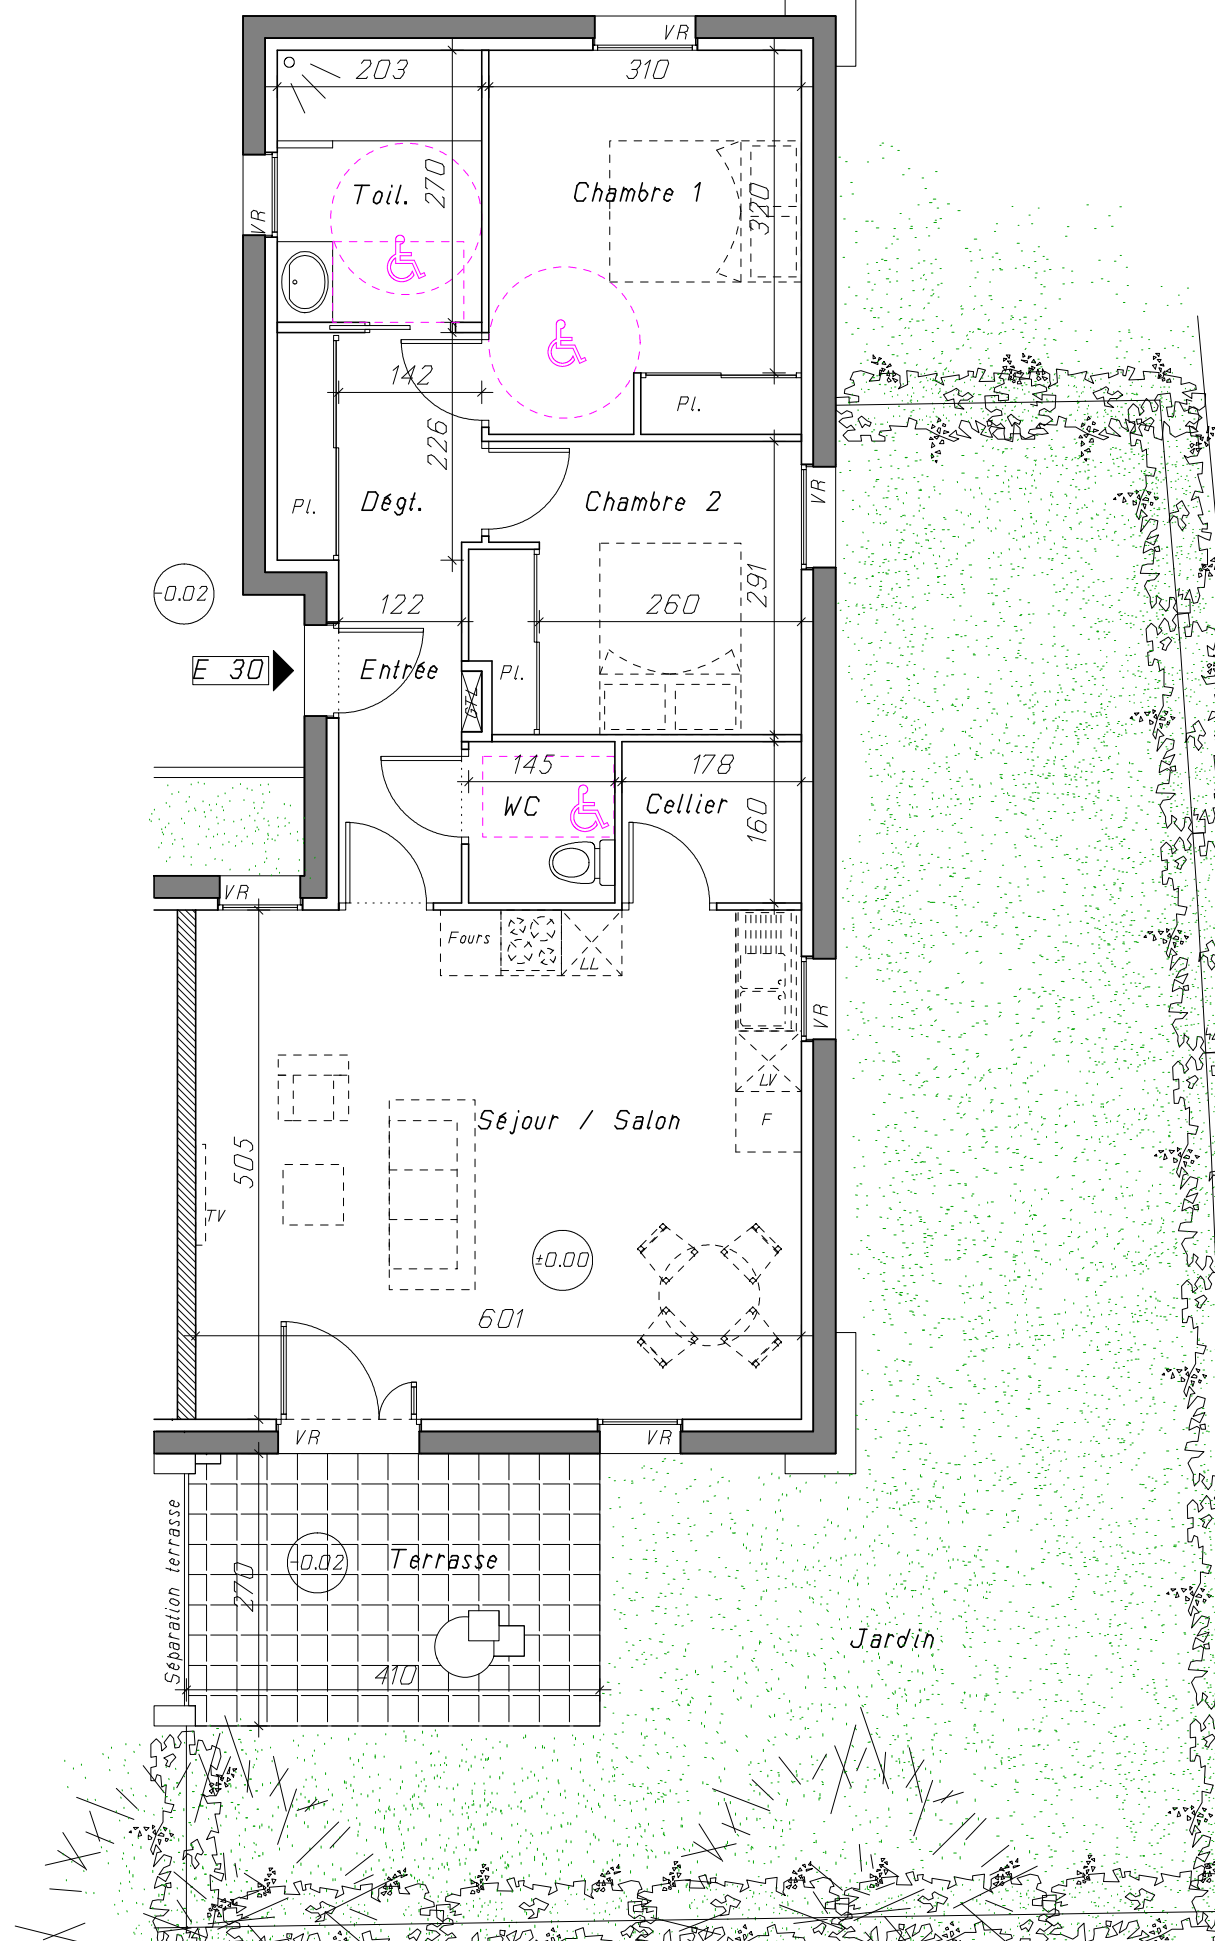 VR
203
310
Toil.
270
Chambre 1
320
VR
142
Pl.
226
Pl.
Dégt.
Chambre 2
VR
-0.02
291
122
260
E 30
Entrée
Pl.
GTL
145
178
WC
Cellier
160
VR
Fours
LL
VR
LV
F
Séjour / Salon
505
TV
±0.00
601
VR
VR
Séparation terrasse
-0.02
Terrasse
270
410
Jardin